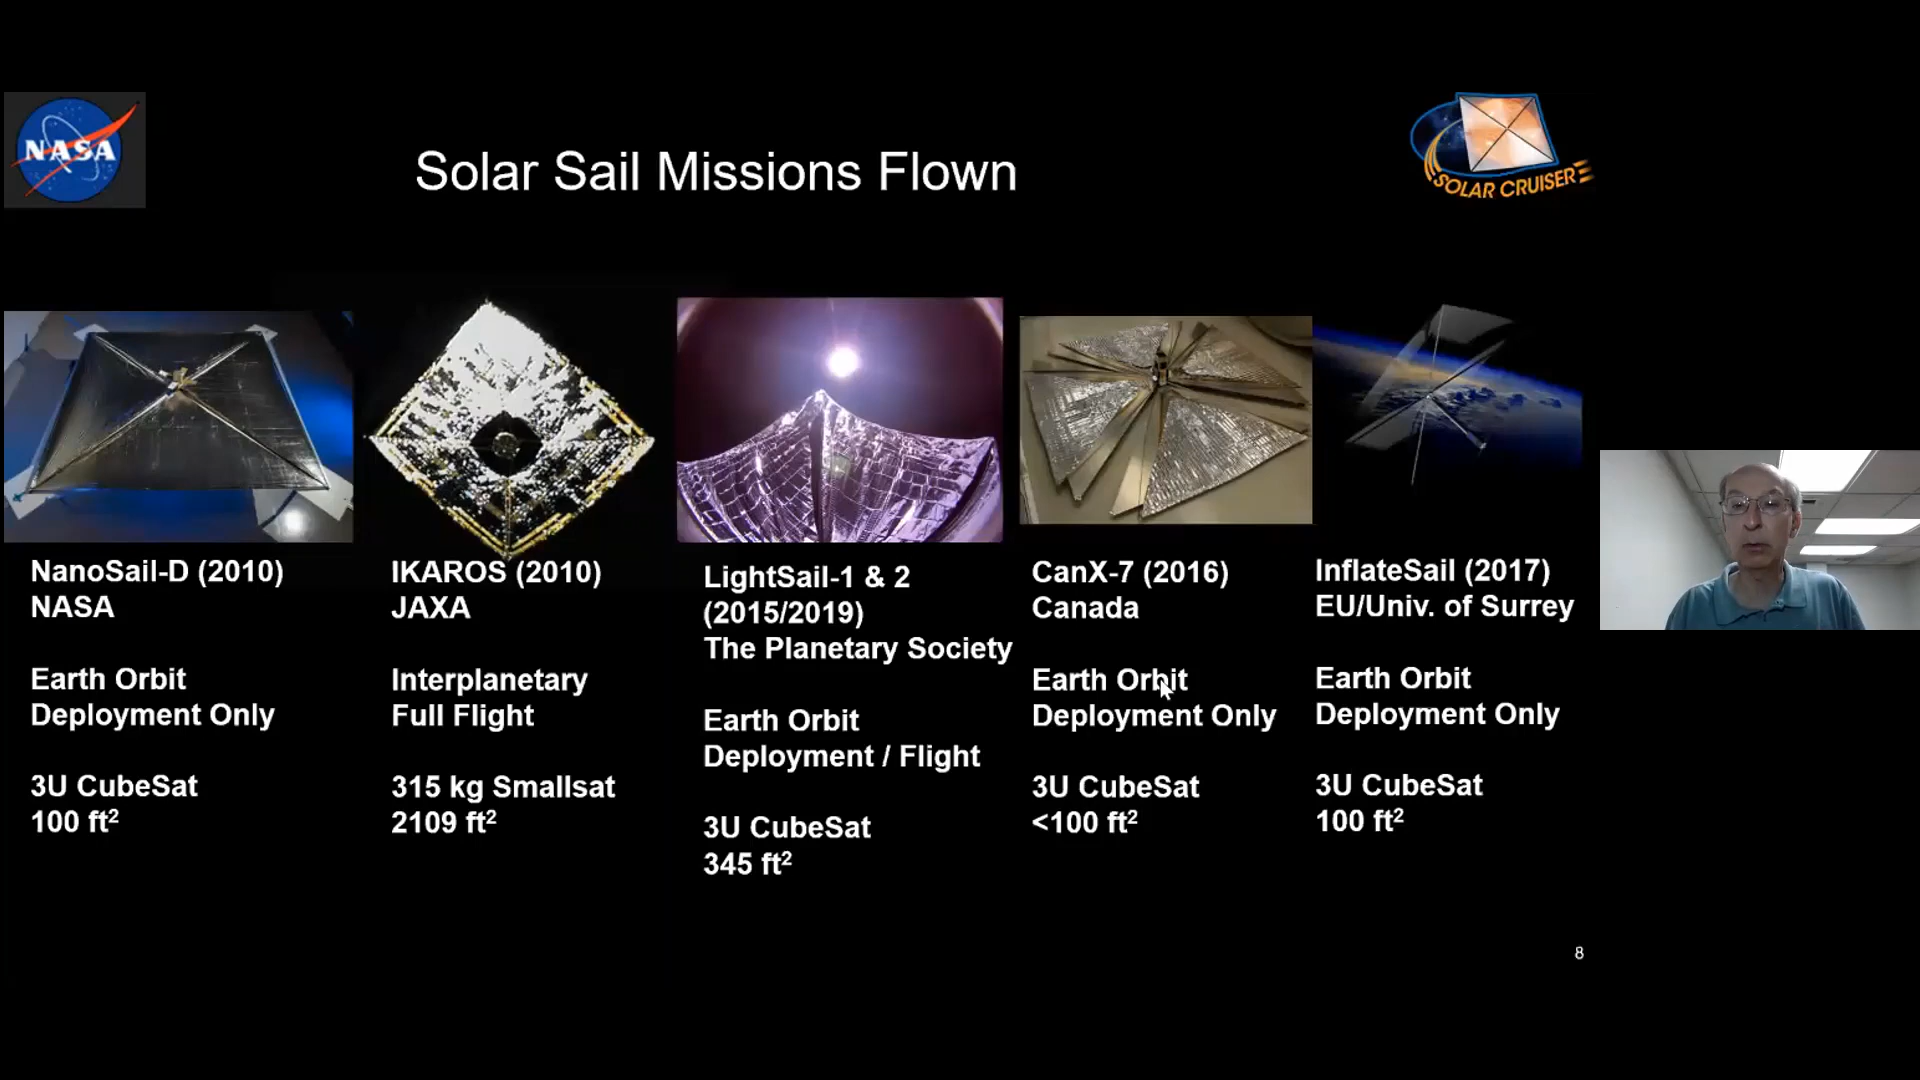 NASA
Solar Sail Missions Flown
SOLAR CRUISER
NanoSail-D (2010)
NASA
Earth Orbit
Deployment Only
3U CubeSat
100 ft²
IKAROS (2010)
JAXA
Interplanetary
Full Flight
315 kg Smallsat
2109 ft²
LightSail-1 & 2
(2015/2019)
The Planetary Society
Earth Orbit
Deployment / Flight
3U CubeSat
345 ft²
CanX-7 (2016)
Canada
Earth Orbit
Deployment Only
3U CubeSat
<100 ft²
InflateSail (2017)
EU/Univ. of Surrey
Earth Orbit
Deployment Only
3U CubeSat
100 ft²
8